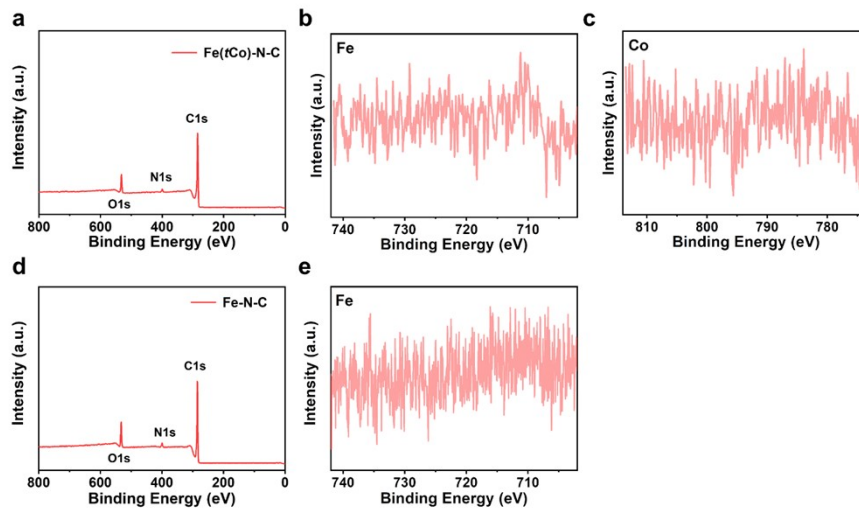 a
Fe(tCo)-N-C
C1s
N1s
O1s
Intensity (a.u.)
800 600 400 200 0
Binding Energy (eV)
b
Fe
Intensity (a.u.)
740 730 720 710
Binding Energy (eV)
c
Co
Intensity (a.u.)
810 800 790 780
Binding Energy (eV)
d
Fe-N-C
C1s
N1s
O1s
Intensity (a.u.)
800 600 400 200 0
Binding Energy (eV)
e
Fe
Intensity (a.u.)
740 730 720 710
Binding Energy (eV)